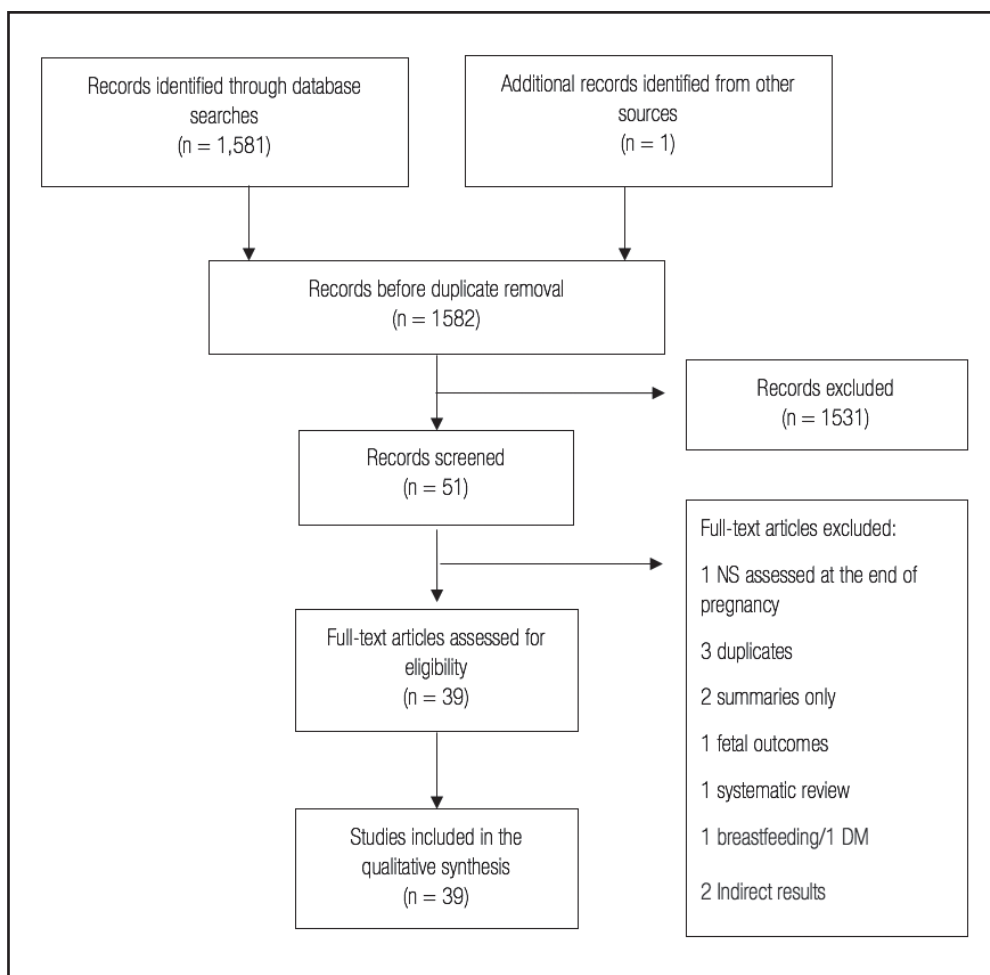 Records identified through database
searches
(n = 1,581)
Additional records identified from other
sources
(n = 1)
Records before duplicate removal
(n = 1582)
Records excluded
(n = 1531)
Records screened
(n = 51)
Full-text articles excluded:
1 NS assessed at the end of
pregnancy
3 duplicates
2 summaries only
1 fetal outcomes
1 systematic review
1 breastfeeding/1 DM
2 Indirect results
Full-text articles assessed for
eligibility
(n = 39)
Studies included in the
qualitative synthesis
(n = 39)